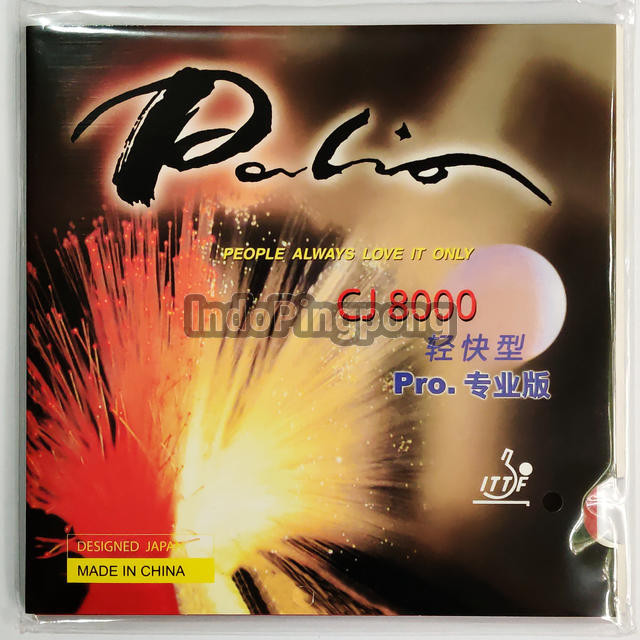 Palio
PEOPLE ALWAYS LOVE IT ONLY
CJ 8000
IndoPingpong
轻快型
Pro. 专业版
ITTF
DESIGNED JAPAN
MADE IN CHINA